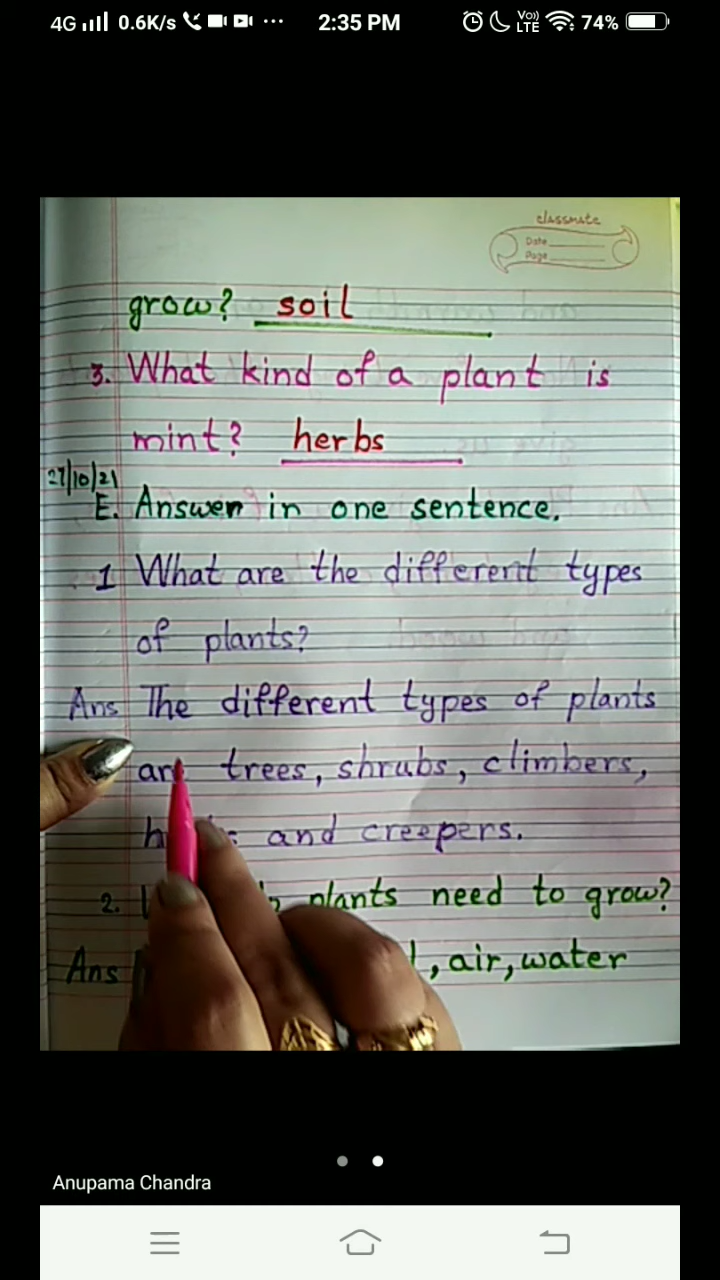 4G 0.6K/s ... 2:35 PM Vo) LTE 74%
classmate
Date
Page
grow? soil
3. What kind of a plant is
mint? herbs
27/10/21
E. Answer in one sentence.
1 What are the different types
of plants?
Ans The different types of plants
are trees, shrubs, climbers,
and creepers.
2. plants need to grow?
Ans , air, water
Anupama Chandra